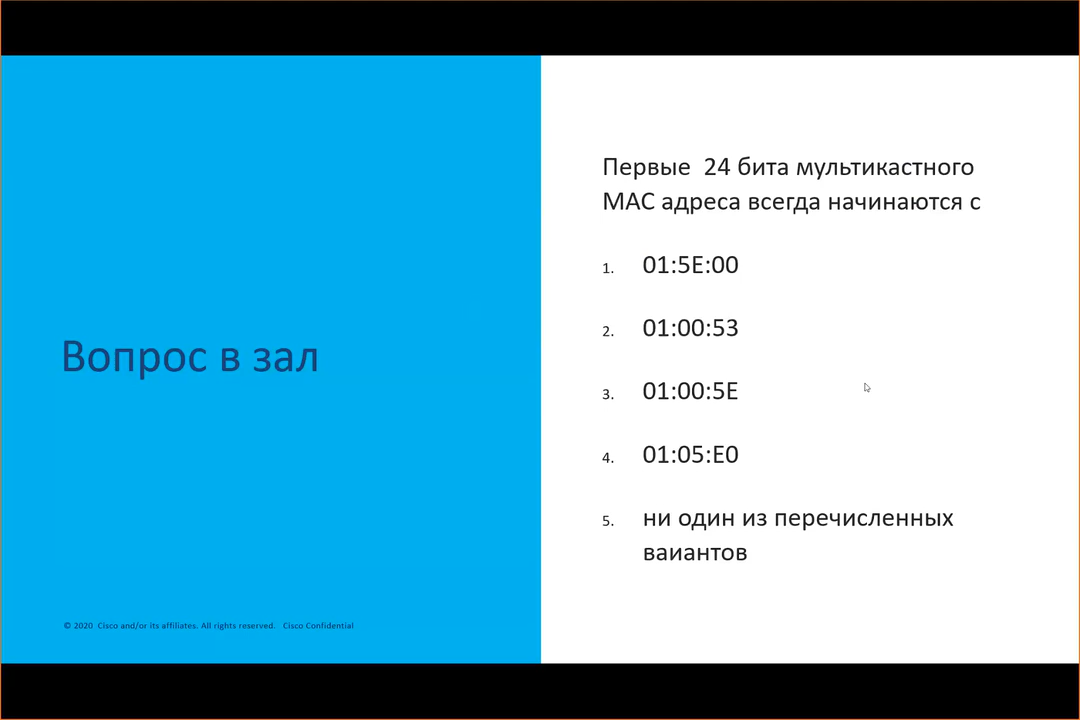 Вопрос в зал
© 2020 Cisco and/or its affiliates. All rights reserved. Cisco Confidential
Первые 24 бита мультикастного
MAC адреса всегда начинаются с
1. 01:5E:00
2. 01:00:53
3. 01:00:5E
4. 01:05:E0
5. ни один из перечисленных
ваиантов